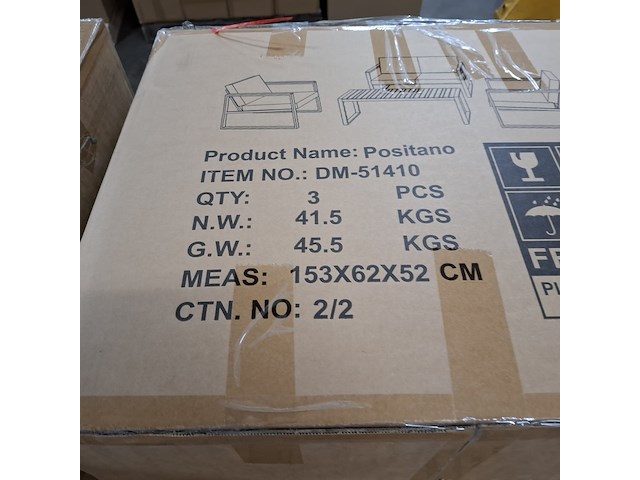 Product Name: Positano
ITEM NO.: DM-51410
QTY: 3 PCS
N.W.: 41.5 KGS
G.W.: 45.5 KGS
MEAS: 153X62X52 CM
CTN. NO: 2/2